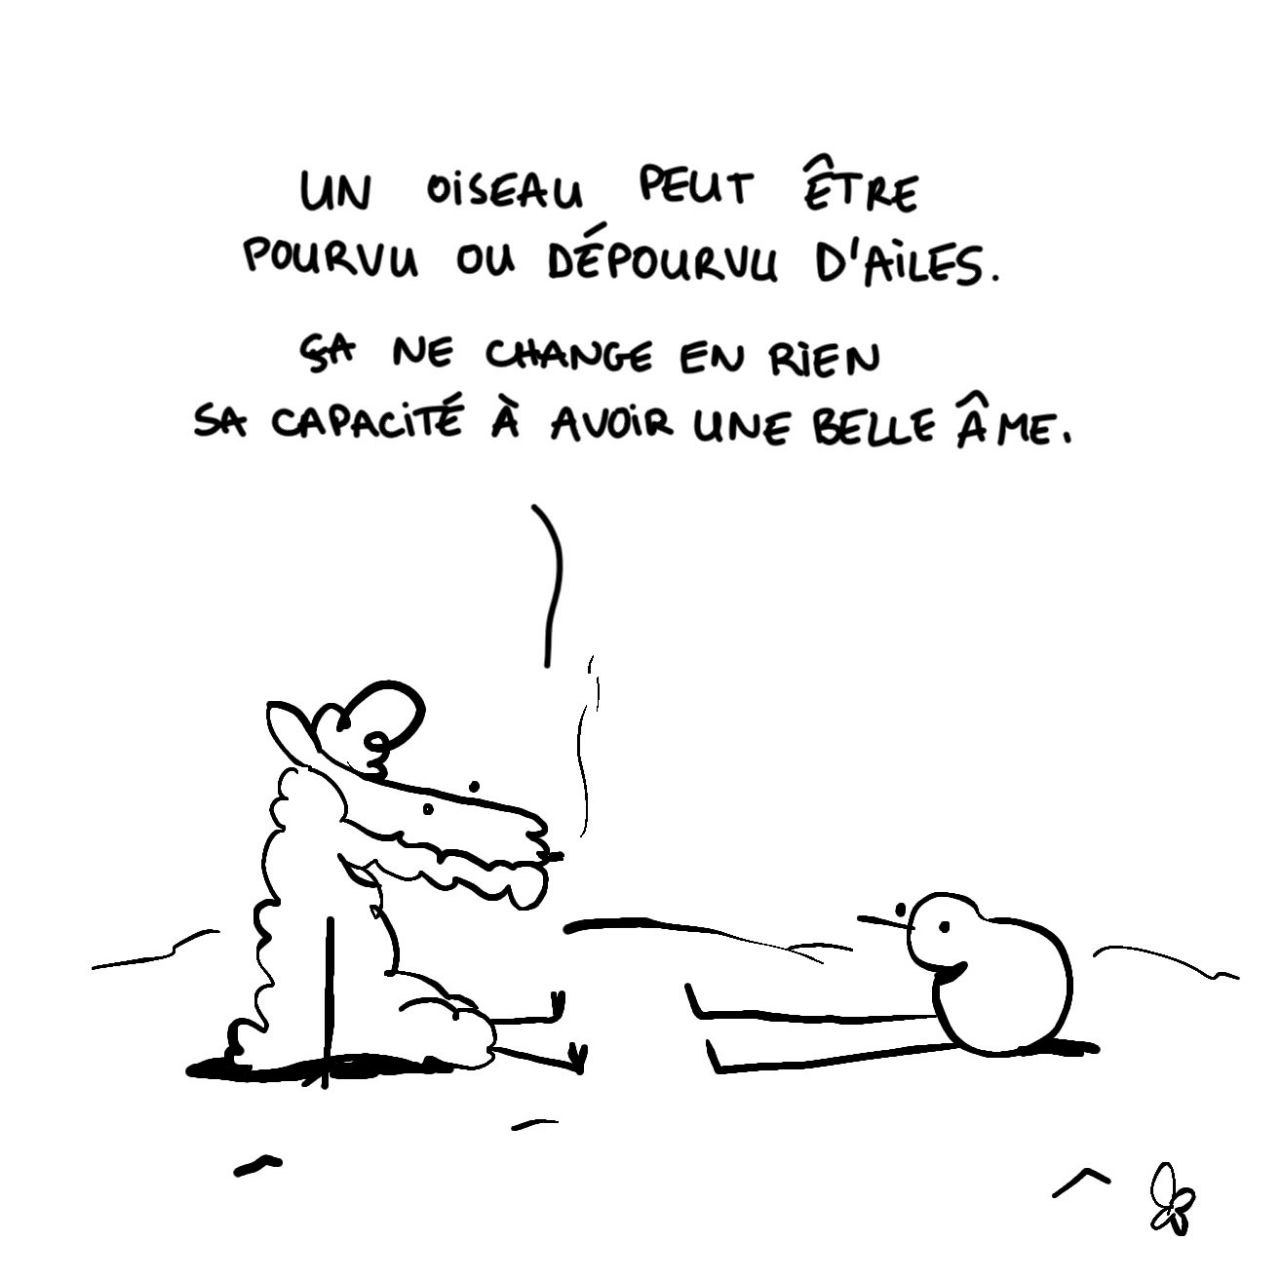 UN OISEAU PEUT ÊTRE
POURVU OU DÉPOURVU D'AILES.
ÇA NE CHANGE EN RIEN
SA CAPACITÉ À AVOIR UNE BELLE ÂME.